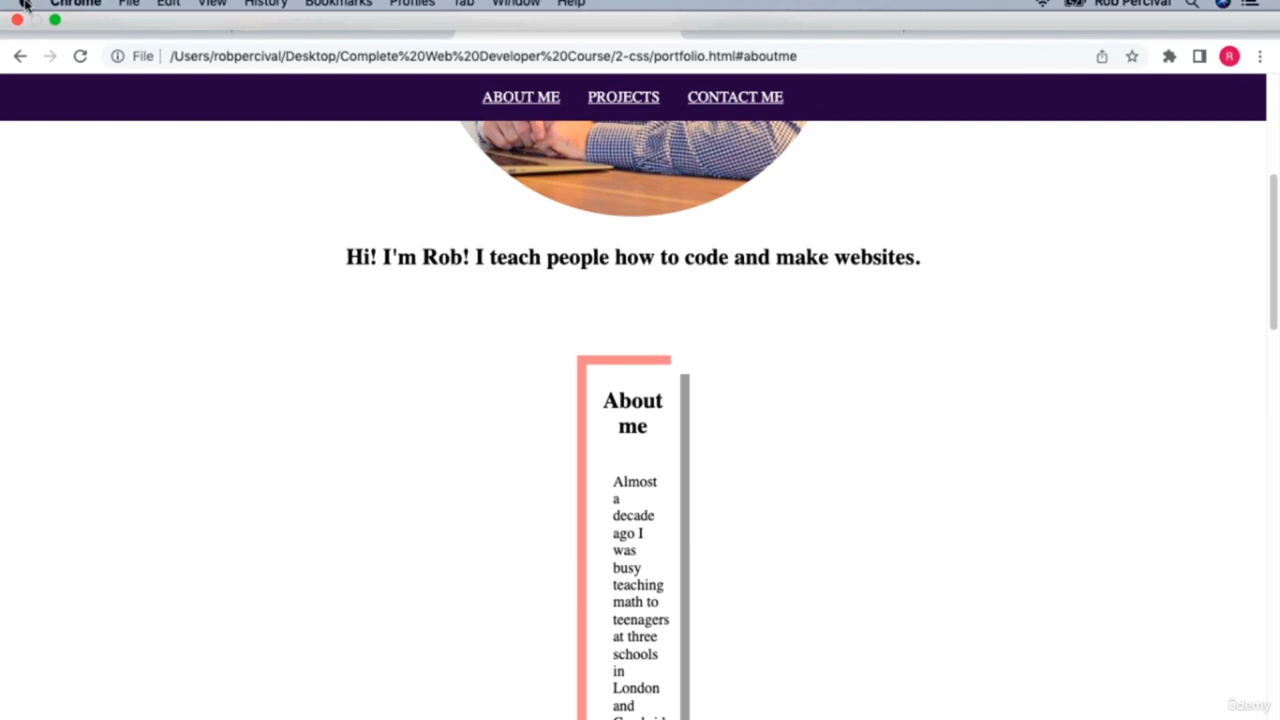 Chrome File Edit View History Bookmarks Profiles Tab Window Help Rob Percival
File /Users/robpercival/Desktop/Complete%20Web%20Developer%20Course/2-css/portfolio.html#aboutme R
ABOUT ME PROJECTS CONTACT ME
Hi! I'm Rob! I teach people how to code and make websites.
About
me
Almost
a
decade
ago I
was
busy
teaching
math to
teenagers
at three
schools
in
London
and
ûdemy